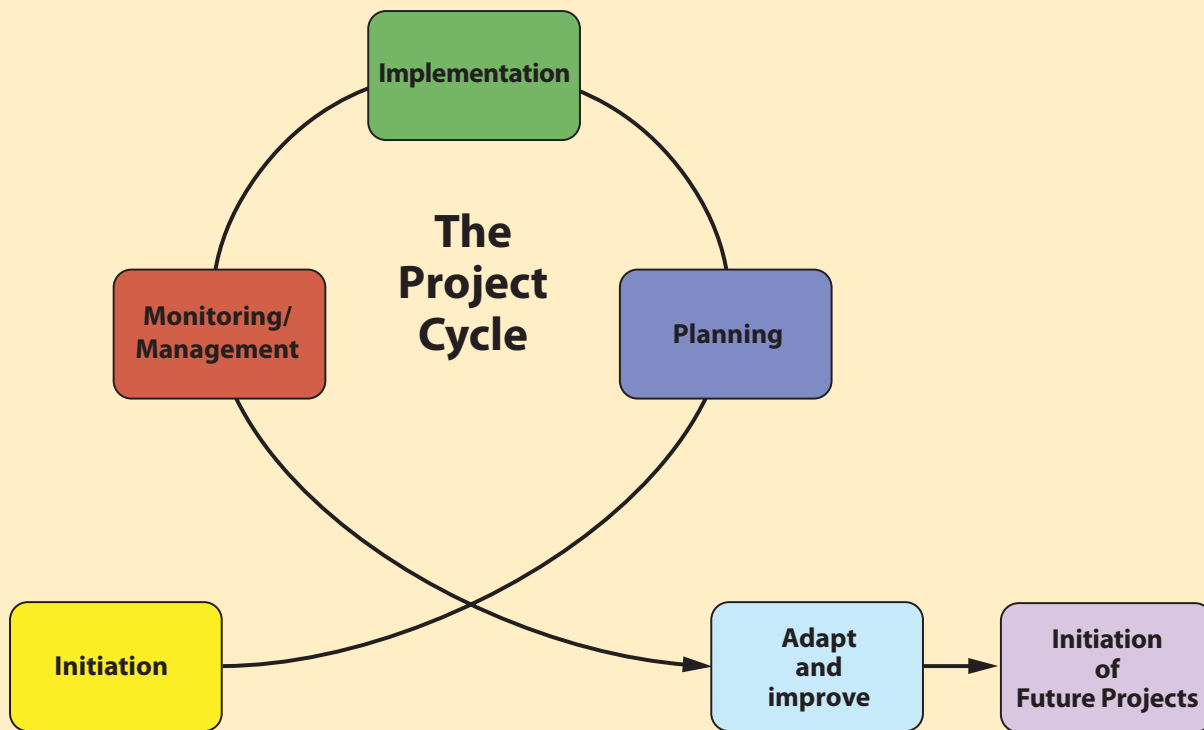 Implementation
The
Project
Cycle
Monitoring/
Management
Planning
Initiation
Adapt
and
improve
Initiation
of
Future Projects